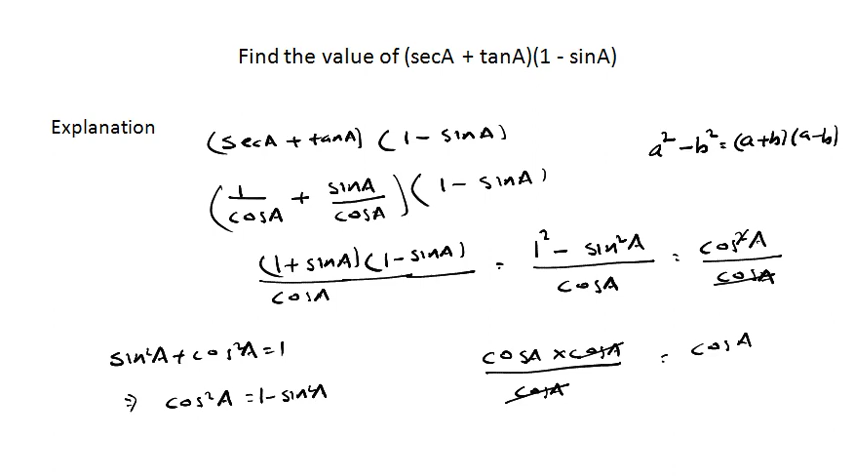 Find the value of (secA + tanA)(1 - sinA)
Explanation
(secA + tanA) (1 - sinA)
a² - b² = (a+b)(a-b)
(1/cosA + sinA/cosA)(1 - sinA)
(1+sinA)(1-sinA)/cosA = 1² - sin²A/cosA = cos²A/cosA
sin²A + cos²A = 1
cosA × cosA/cosA = cosA
⇒ cos²A = 1 - sin²A